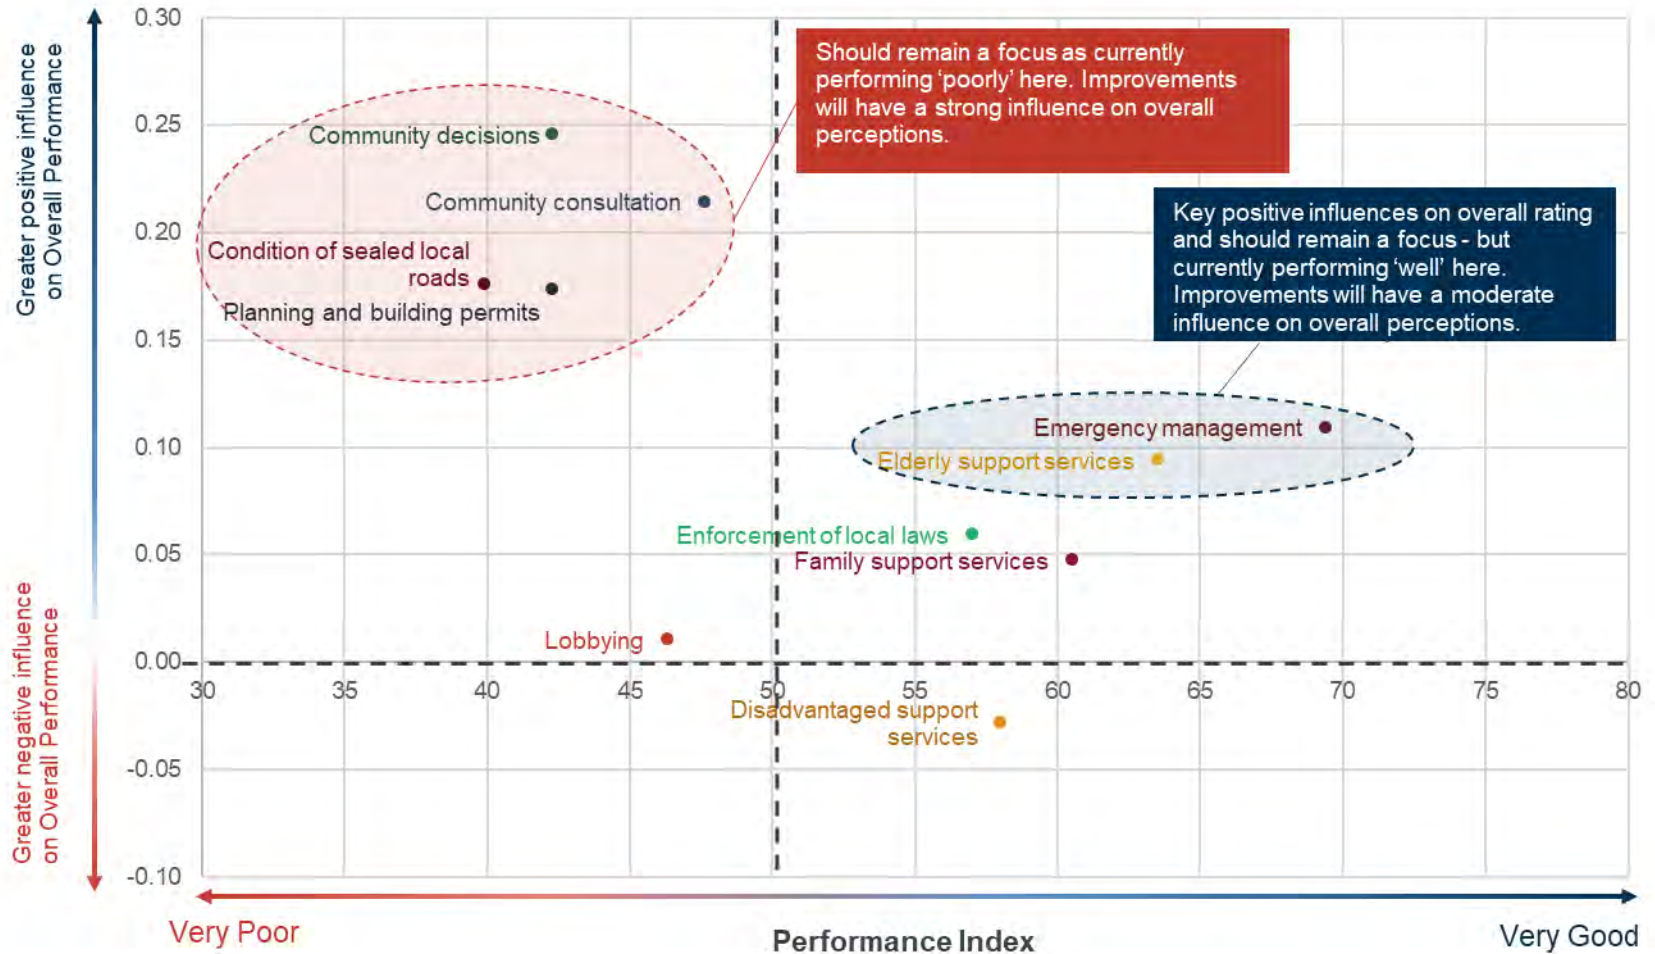 Greater positive influence
on Overall Performance
Greater negative influence
on Overall Performance
0.30
0.25
0.20
0.15
0.10
0.05
0.00
-0.05
-0.10
30
35
40
45
50
55
60
65
70
75
80
Should remain a focus as currently
performing ‘poorly’ here. Improvements
will have a strong influence on overall
perceptions.
Key positive influences on overall rating
and should remain a focus - but
currently performing ‘well’ here.
Improvements will have a moderate
influence on overall perceptions.
Community decisions
Community consultation
Condition of sealed local
roads
Planning and building permits
Emergency management
Elderly support services
Enforcement of local laws
Family support services
Lobbying
Disadvantaged support
services
Very Poor
Performance Index
Very Good